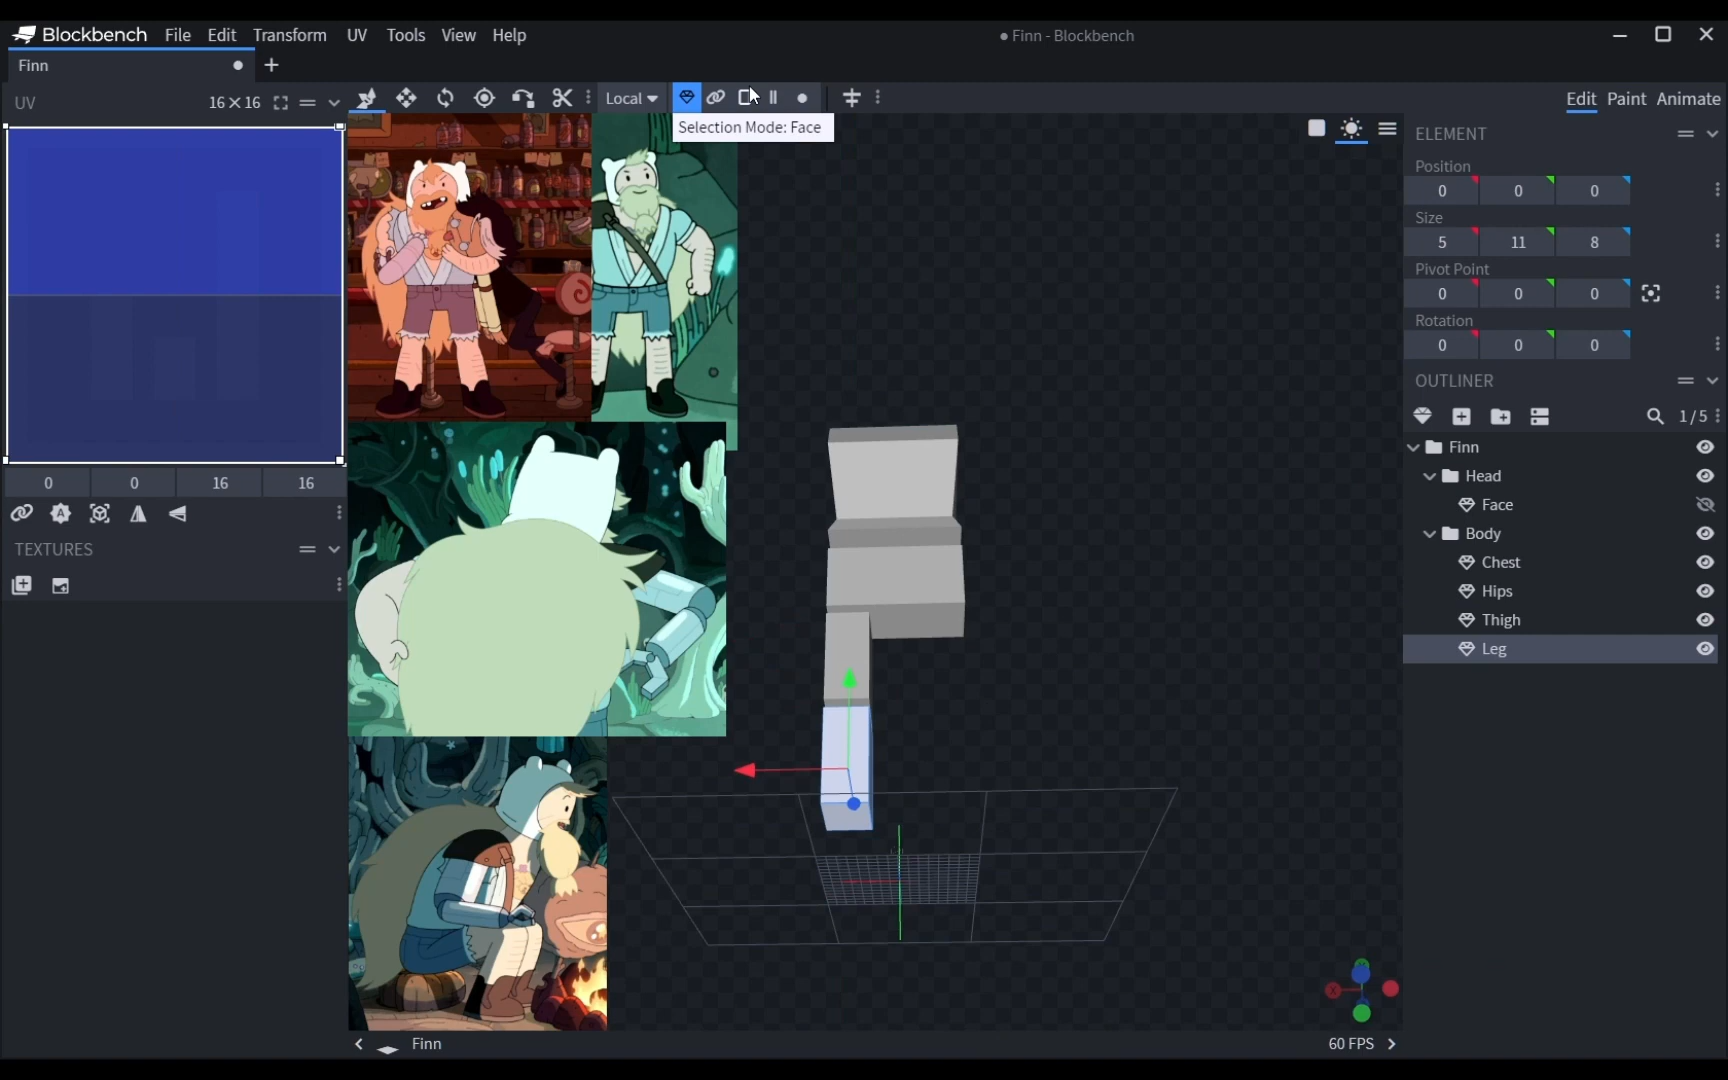 Blockbench File Edit Transform UV Tools View Help
Finn - Blockbench
Finn
UV 16×16
Local
Edit Paint Animate
Selection Mode: Face
ELEMENT
Position
0 0 0
Size
5 11 8
Pivot Point
0 0 0
Rotation
0 0 0
OUTLINER
1/5
Finn
Head
Face
Body
Chest
Hips
Thigh
Leg
0 0 16 16
TEXTURES
Finn
60 FPS